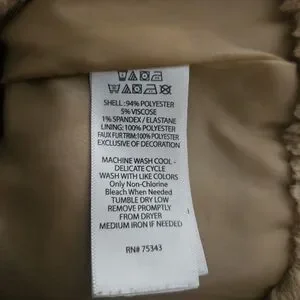 SHELL: 94% POLYESTER
5% VISCOSE
1% SPANDEX / ELASTANE
LINING: 100% POLYESTER
FAUX FUR TRIM: 100% POLYESTER
EXCLUSIVE OF DECORATION
MACHINE WASH COOL -
DELICATE CYCLE
WASH WITH LIKE COLORS
Only Non-Chlorine
Bleach When Needed
TUMBLE DRY LOW
REMOVE PROMPTLY
FROM DRYER
MEDIUM IRON IF NEEDED
RN# 75343